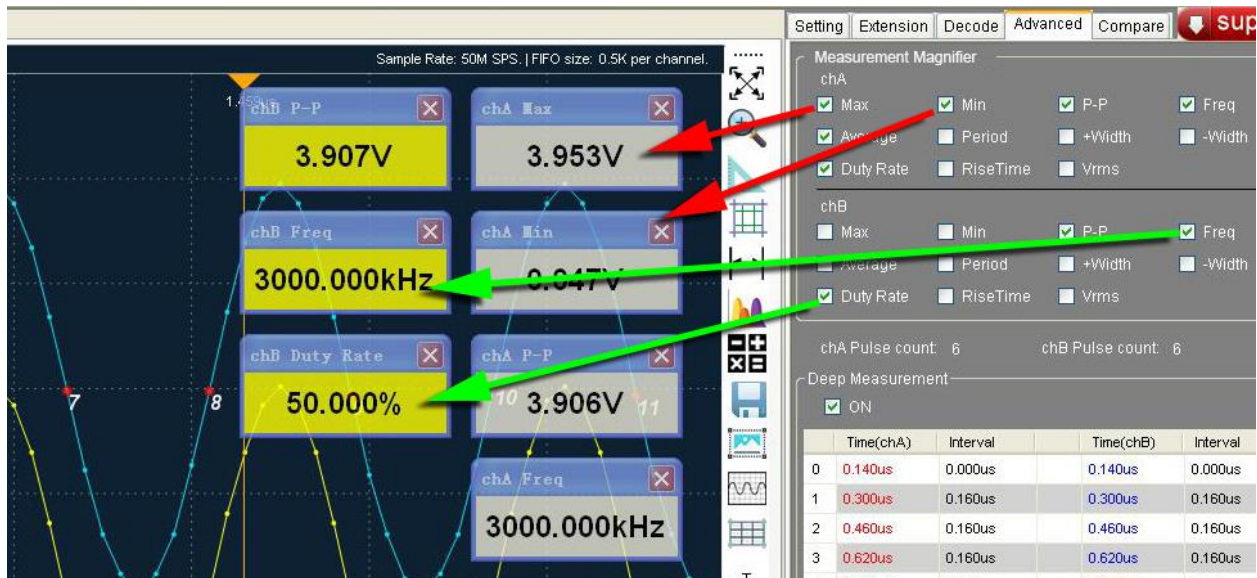 Setting Extension Decode Advanced Compare
Sample Rate: 50M SPS. | FIFO size: 0.5K per channel.
chB P-P
3.907V
chA Max
3.953V
chB Freq
3000.000kHz
chA Min
0.047V
chB Duty Rate
50.000%
chA P-P
3.906V
chA Freq
3000.000kHz
7
8
10
11
Measurement Magnifier
chA
Max Min P-P Freq
Average Period +Width -Width
Duty Rate RiseTime Vrms
chB
Max Min P-P Freq
Average Period +Width -Width
Duty Rate RiseTime Vrms
chA Pulse count: 6 chB Pulse count: 6
Deep Measurement
ON
Time(chA) Interval Time(chB) Interval
0 0.140us 0.000us 0.140us 0.000us
1 0.300us 0.160us 0.300us 0.160us
2 0.460us 0.160us 0.460us 0.160us
3 0.620us 0.160us 0.620us 0.160us